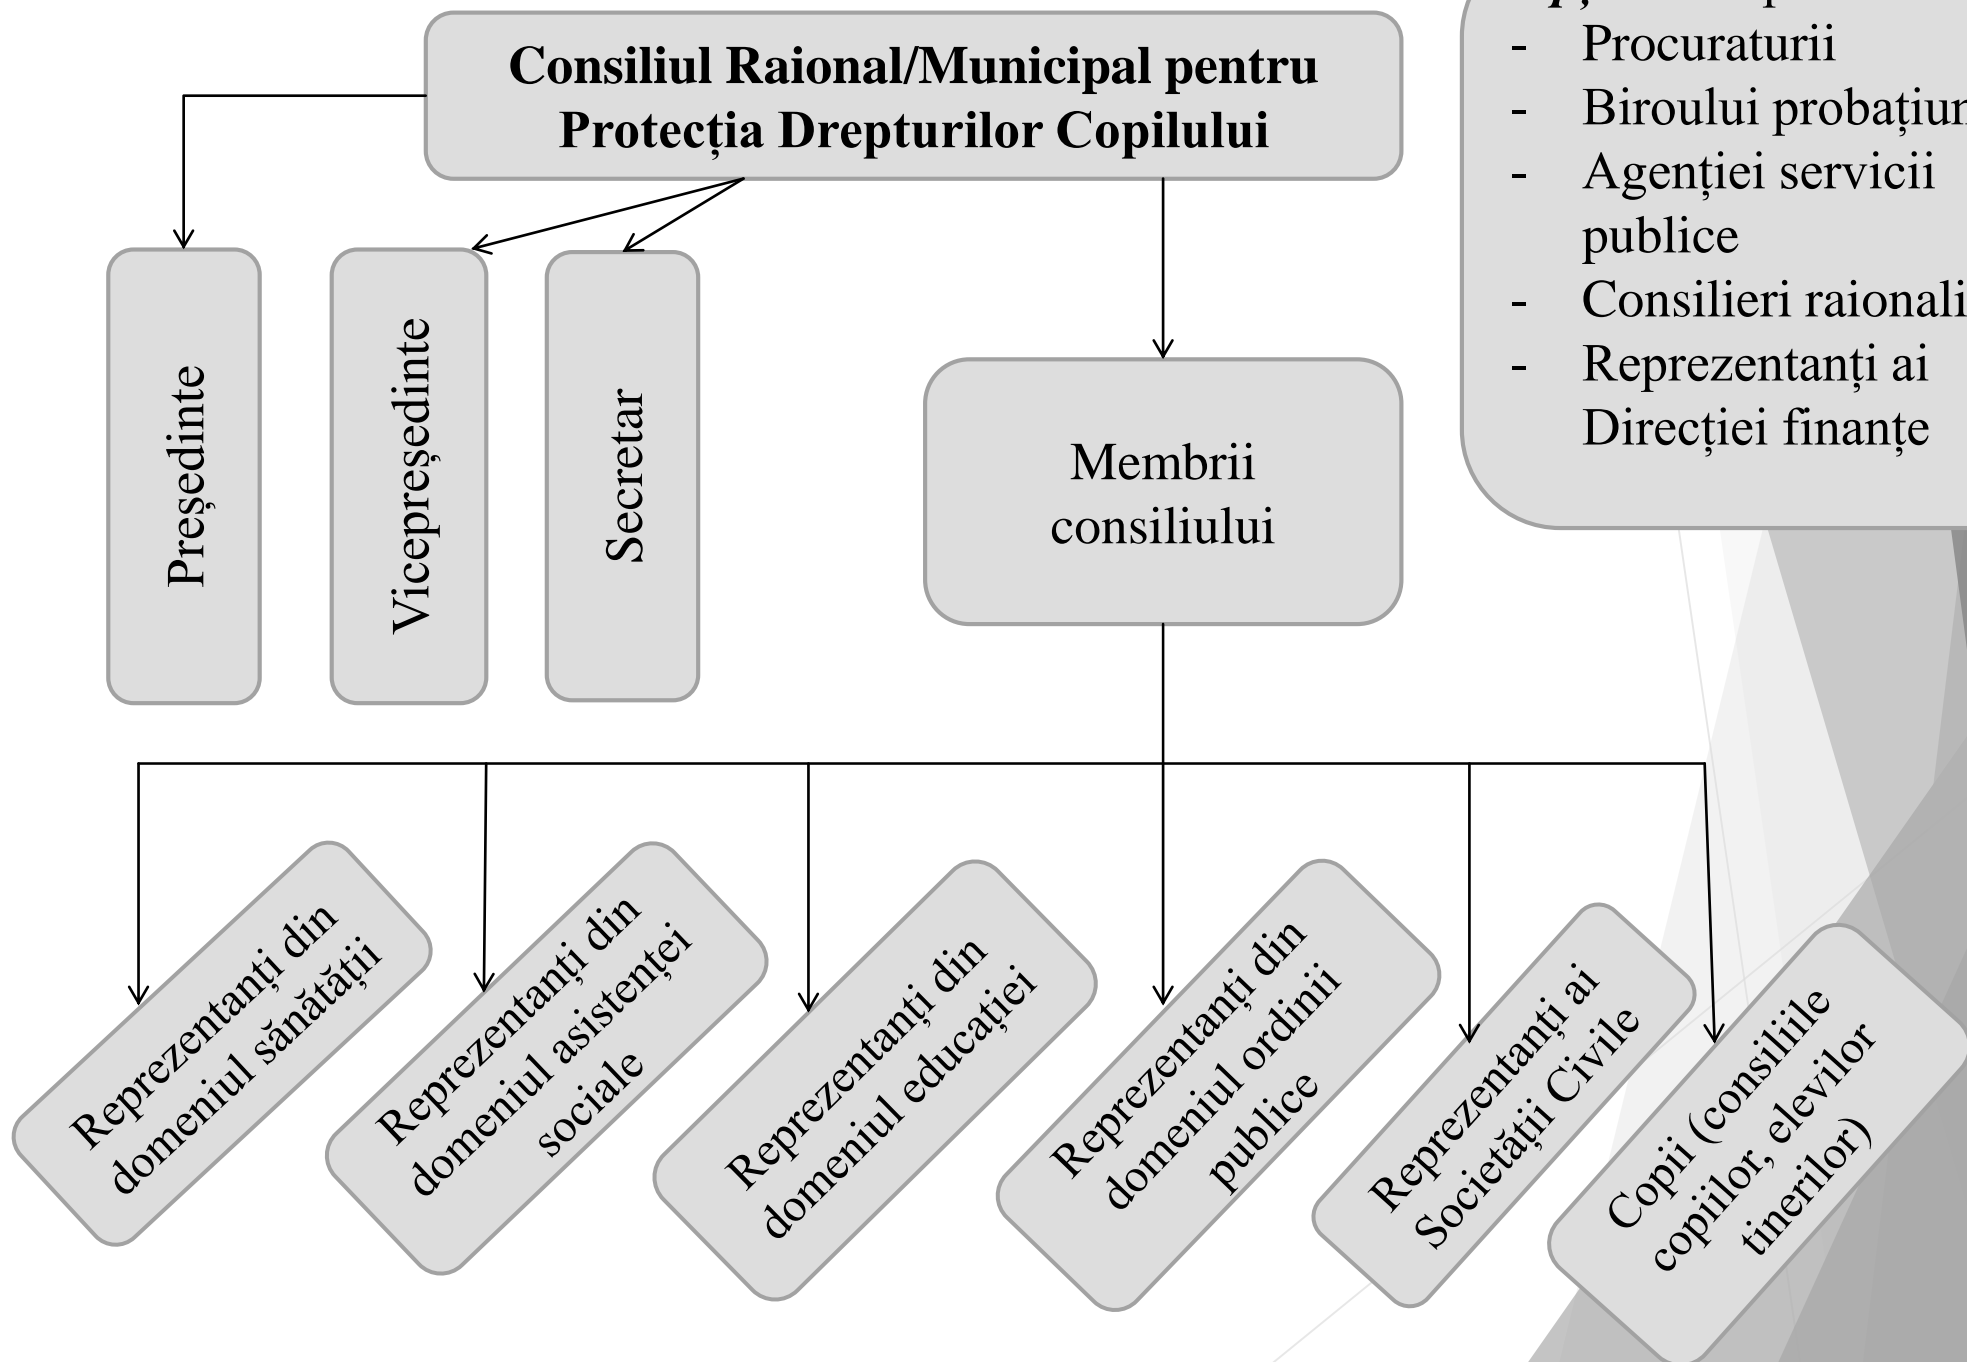 Consiliul Raional/Municipal pentru
Protecția Drepturilor Copilului
- Procuraturii
- Biroului
- Agenției servicii
publice
- Consilieri raionali
- Reprezentanți ai
Direcției finanțe
Președinte
Vicepreședinte
Secretar
Membrii
consiliului
Reprezentanți din
domeniul sănătății
Reprezentanți din
domeniul asistenței
sociale
Reprezentanți din
domeniul educației
Reprezentanți din
domeniul ordinii
publice
Reprezentanți ai
Societății Civile
Copii (consiliile
copiilor, elevilor
tinerilor)